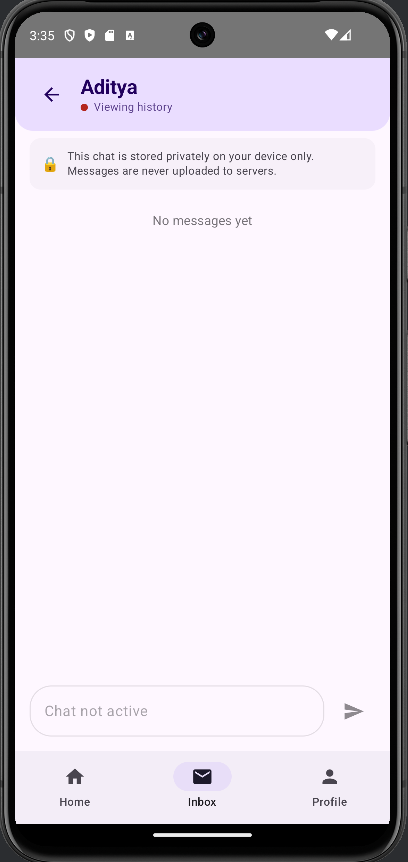 3:35
Aditya
Viewing history
This chat is stored privately on your device only.
Messages are never uploaded to servers.
No messages yet
Chat not active
Home
Inbox
Profile